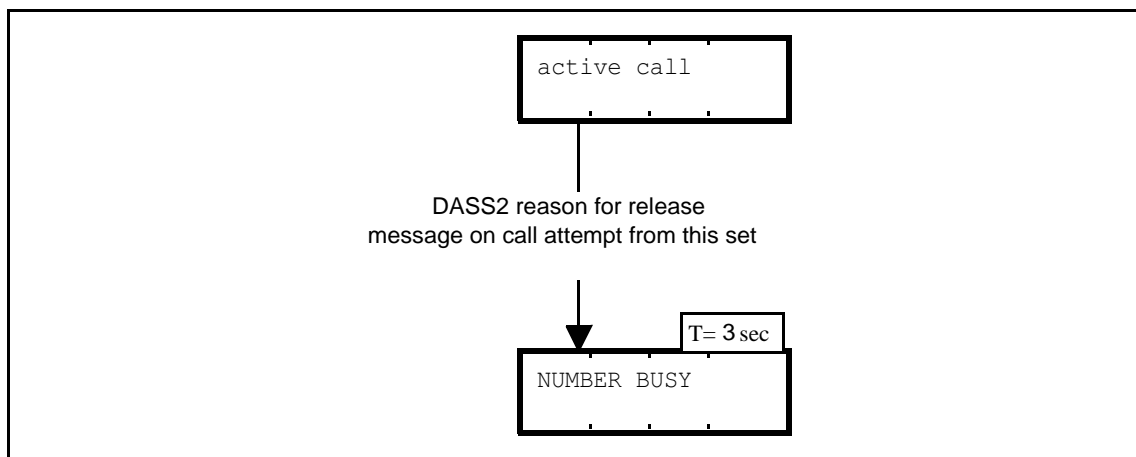 active call
DASS2 reason for release
message on call attempt from this set
T= 3 sec
NUMBER BUSY